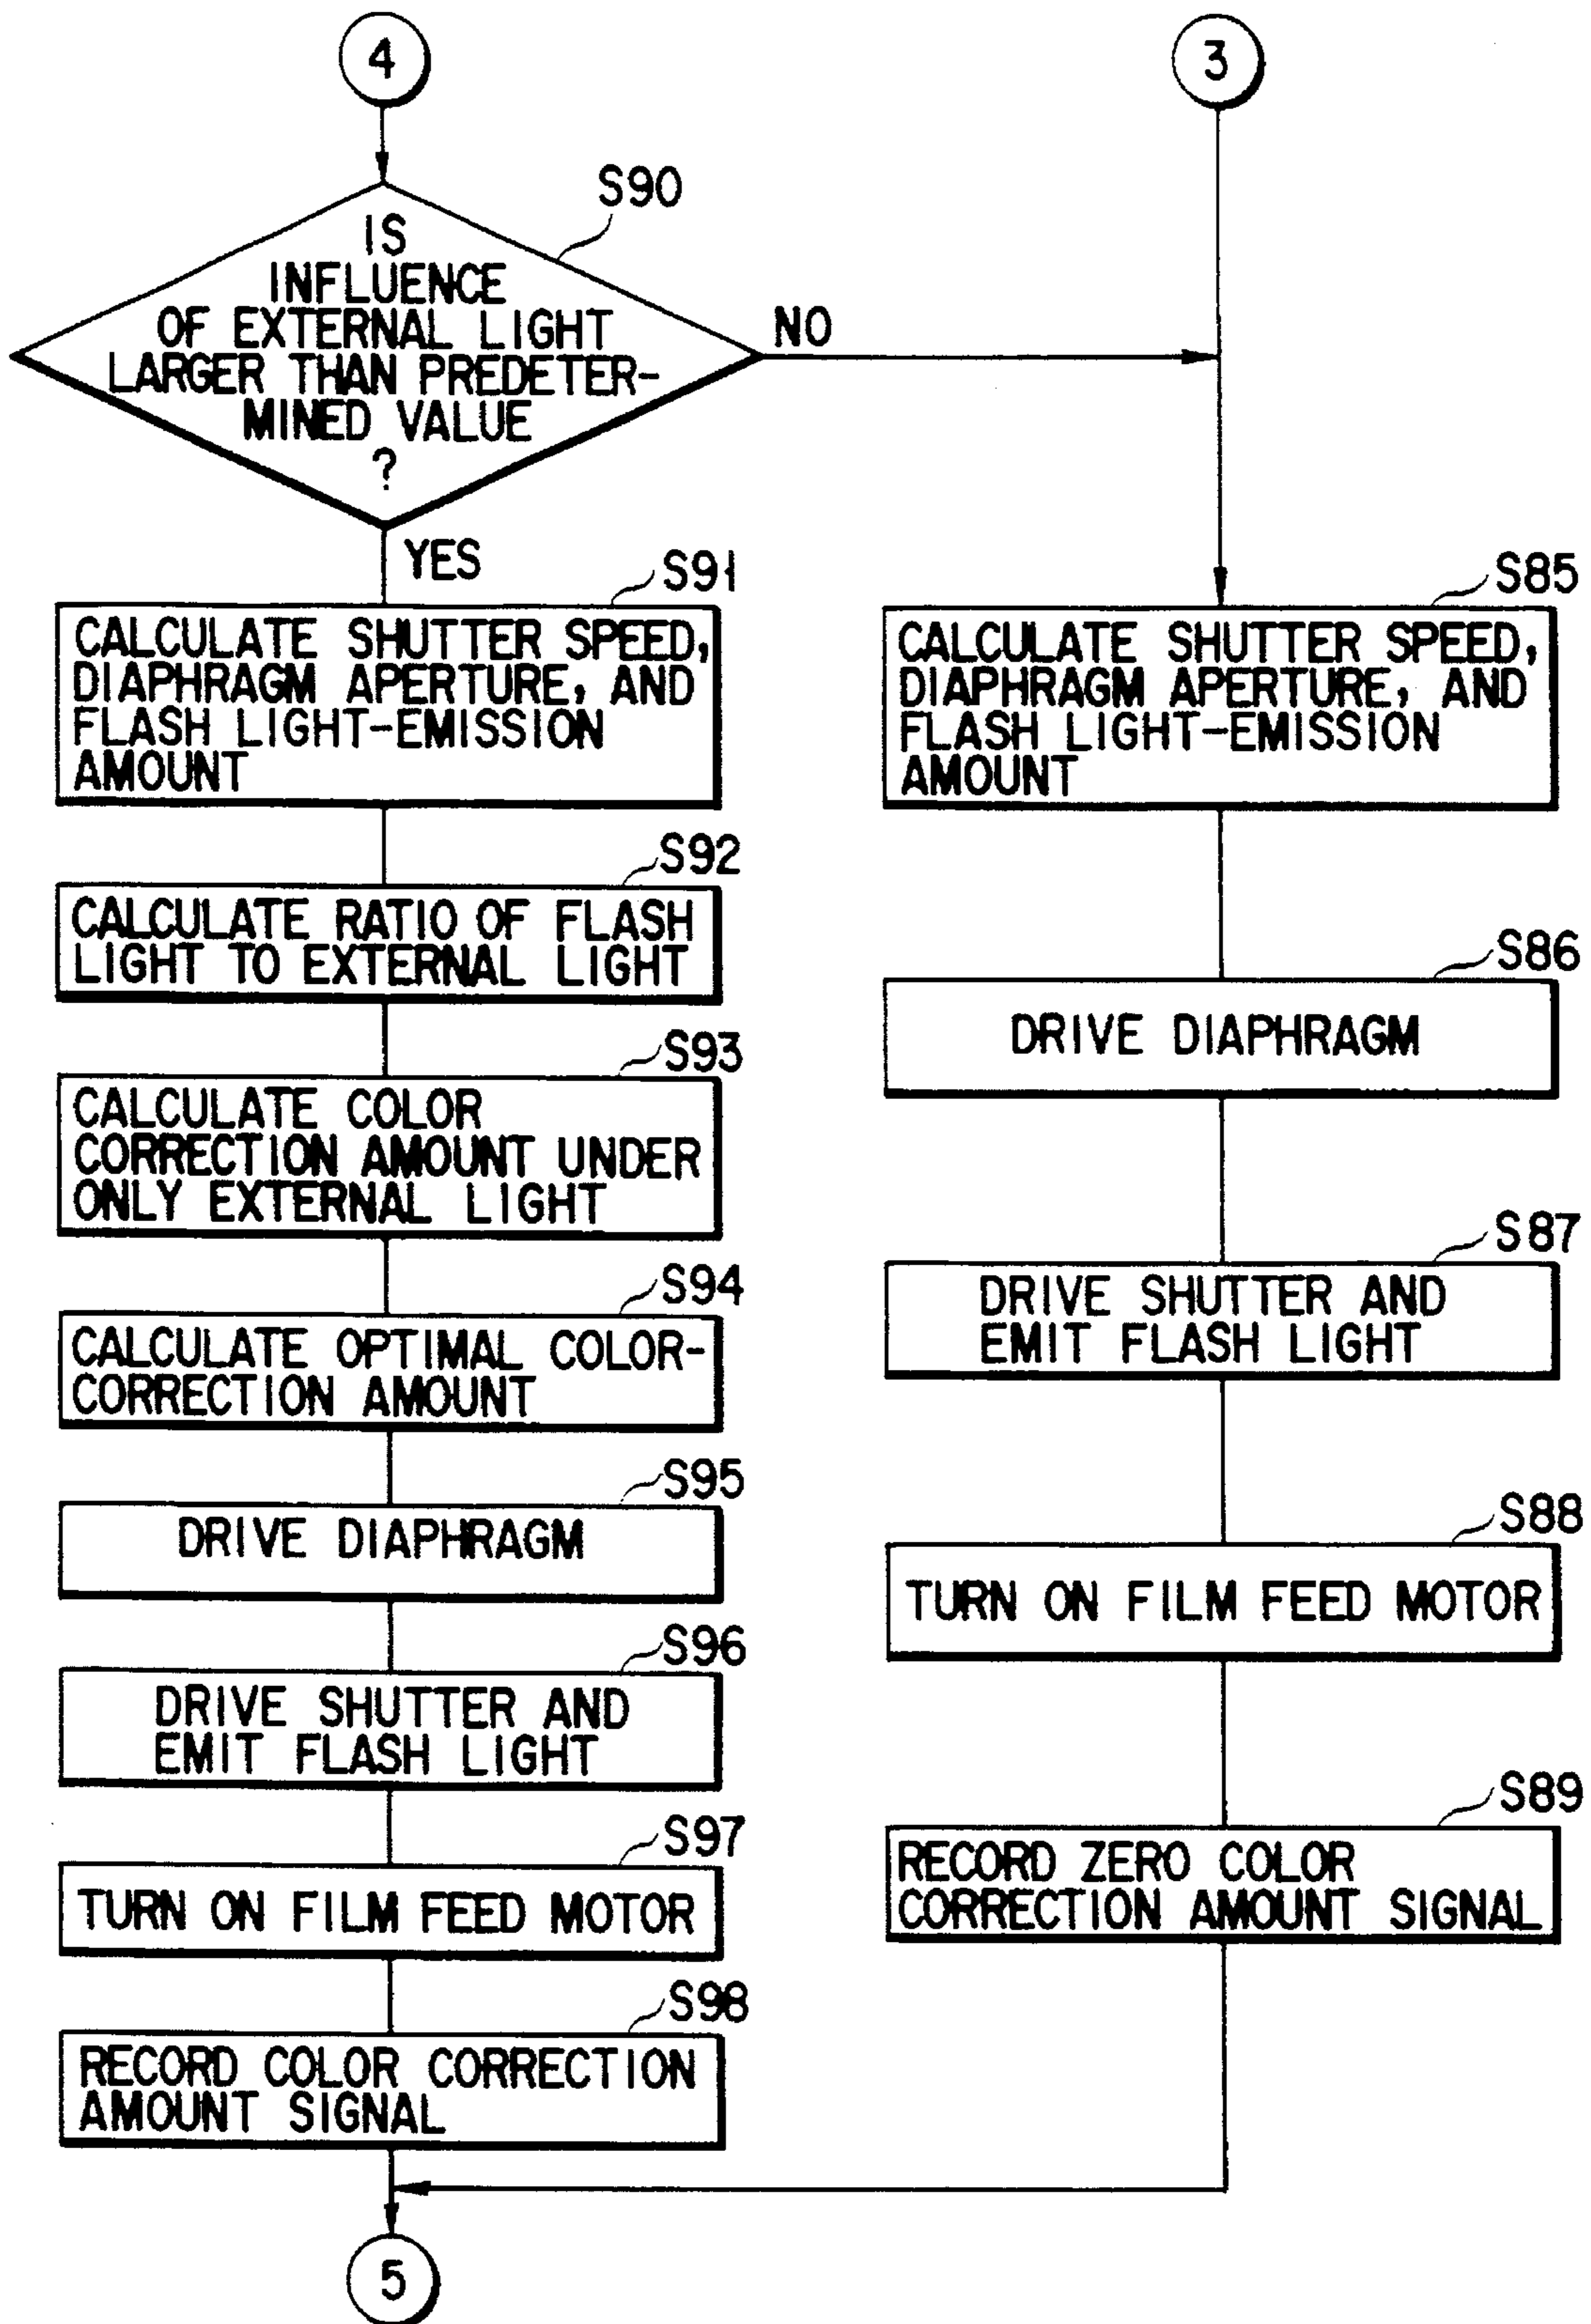 4
S90
IS
INFLUENCE
OF EXTERNAL LIGHT
LARGER THAN PREDETER-
MINED VALUE
?
NO
YES
S91
CALCULATE SHUTTER SPEED,
DIAPHRAGM APERTURE, AND
FLASH LIGHT-EMISSION
AMOUNT
S92
CALCULATE RATIO OF FLASH
LIGHT TO EXTERNAL LIGHT
S93
CALCULATE COLOR
CORRECTION AMOUNT UNDER
ONLY EXTERNAL LIGHT
S94
CALCULATE OPTIMAL COLOR-
CORRECTION AMOUNT
S95
DRIVE DIAPHRAGM
S96
DRIVE SHUTTER AND
EMIT FLASH LIGHT
S97
TURN ON FILM FEED MOTOR
S98
RECORD COLOR CORRECTION
AMOUNT SIGNAL
3
S85
CALCULATE SHUTTER SPEED,
DIAPHRAGM APERTURE, AND
FLASH LIGHT-EMISSION
AMOUNT
S86
DRIVE DIAPHRAGM
S87
DRIVE SHUTTER AND
EMIT FLASH LIGHT
S88
TURN ON FILM FEED MOTOR
S89
RECORD ZERO COLOR
CORRECTION AMOUNT SIGNAL
5